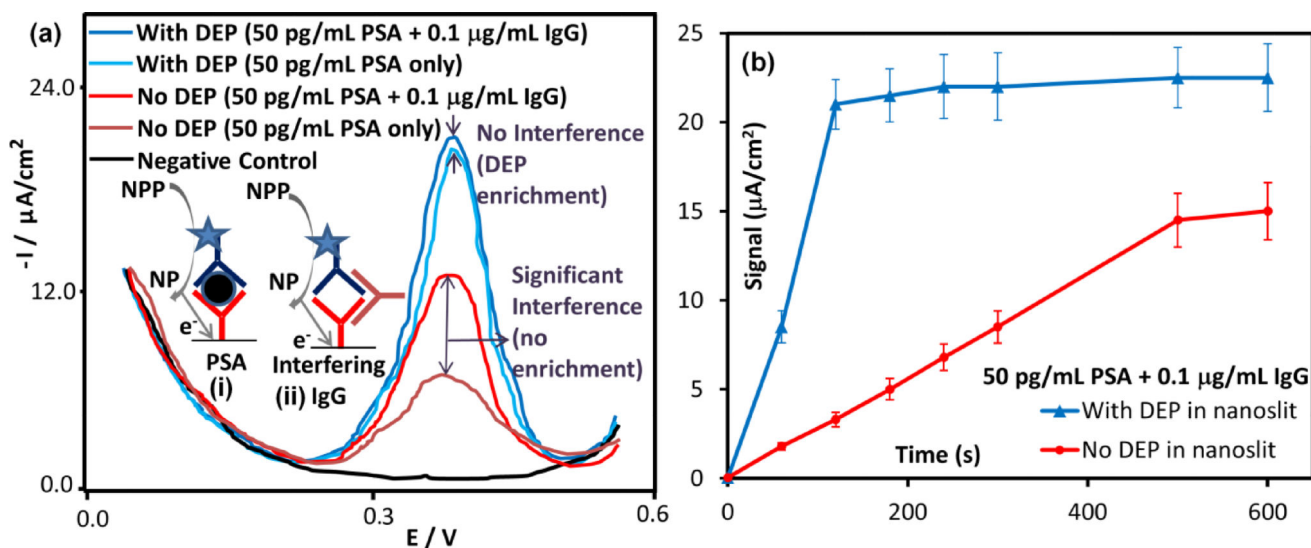 (a)
With DEP (50 pg/mL PSA + 0.1 μg/mL IgG)
With DEP (50 pg/mL PSA only)
No DEP (50 pg/mL PSA + 0.1 μg/mL IgG)
No DEP (50 pg/mL PSA only)
Negative Control
24.0
12.0
0.0
-I / μA/cm²
NPP
NP
e⁻
PSA
(i)
NPP
NP
e⁻
Interfering
(ii) IgG
No Interference
(DEP
enrichment)
Significant
Interference
(no
enrichment)
0.0
0.3
0.6
E / V
(b)
25
20
15
10
5
0
Signal (μA/cm²)
50 pg/mL PSA + 0.1 μg/mL IgG
With DEP in nanoslit
No DEP in nanoslit
Time (s)
0
200
400
600